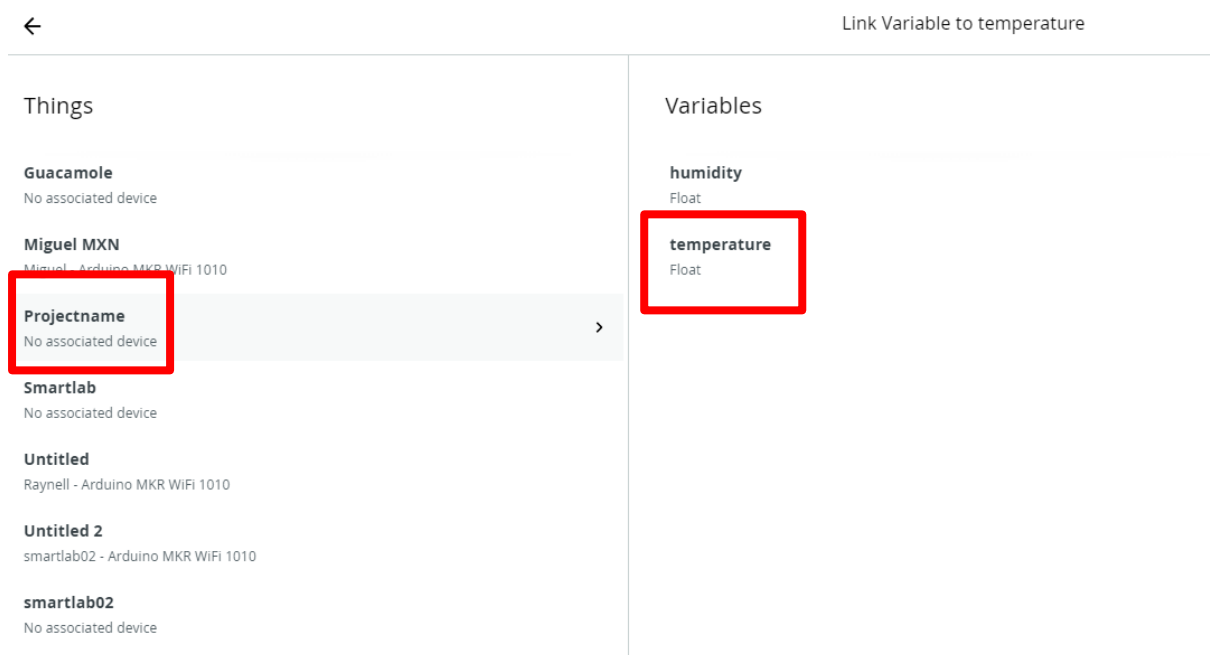 Link Variable to temperature
Things
Guacamole
No associated device
Miguel MXN
Miguel - Arduino MKR WiFi 1010
Projectname
No associated device
Smartlab
No associated device
Untitled
Raynell - Arduino MKR WiFi 1010
Untitled 2
smartlab02 - Arduino MKR WiFi 1010
smartlab02
No associated device
Variables
humidity
Float
temperature
Float